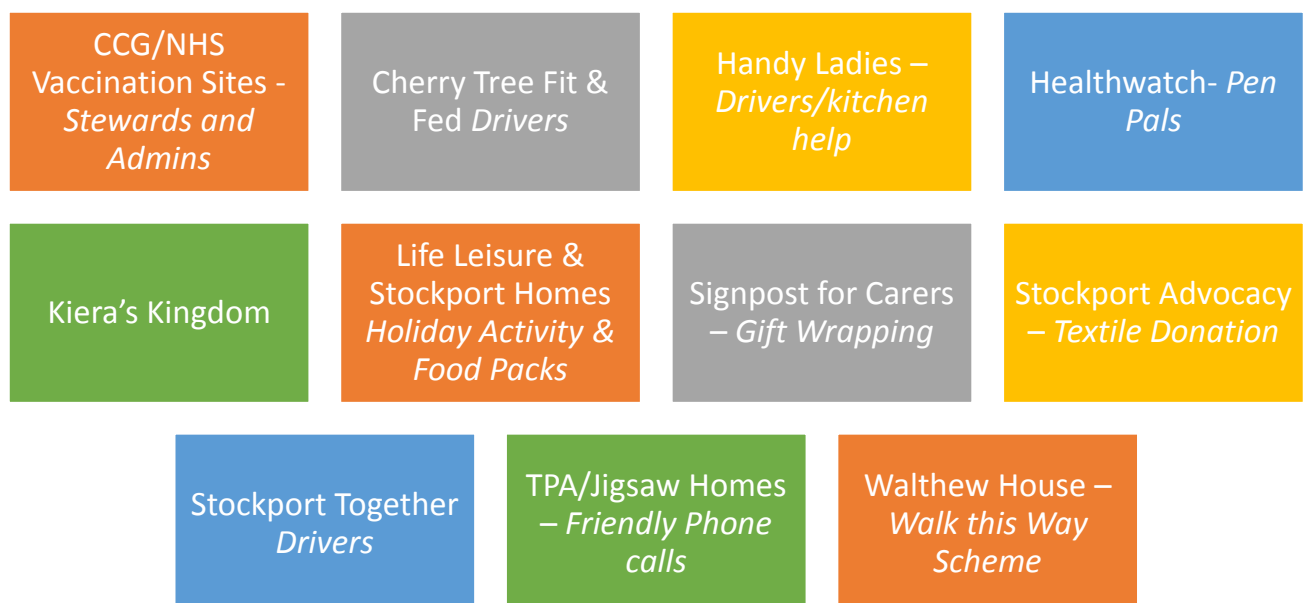 CCG/NHS
Vaccination Sites -
Stewards and
Admins
Cherry Tree Fit &
Fed Drivers
Handy Ladies –
Drivers/kitchen
help
Healthwatch- Pen
Pals
Kiera’s Kingdom
Life Leisure &
Stockport Homes
Holiday Activity &
Food Packs
Signpost for Carers
– Gift Wrapping
Stockport Advocacy
– Textile Donation
Stockport Together
Drivers
TPA/Jigsaw Homes
– Friendly Phone
calls
Walthew House –
Walk this Way
Scheme